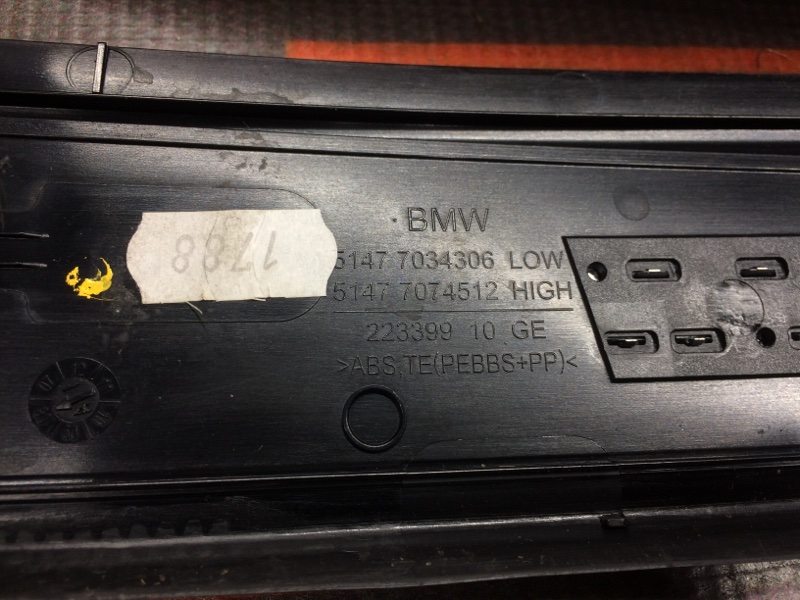 BMW
5147 7034306 LOW
5147 7074512 HIGH
223399 10 GE
>ABS,TE(PEBBS+PP)<
1788